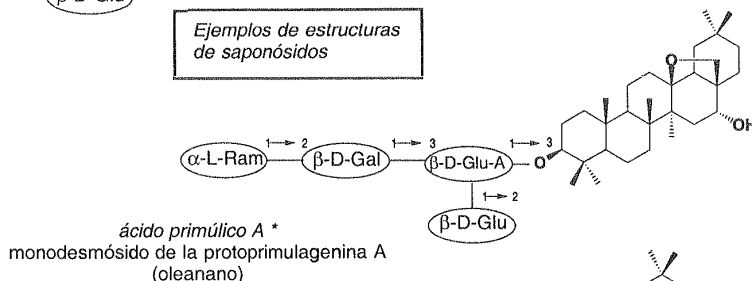 β-D-Glu
Ejemplos de estructuras
de saponósidos
O
OH
1→2
1→3
1→3
α-L-Ram
β-D-Gal
β-D-Glu-A
O
1→2
β-D-Glu
ácido primúlico A *
monodesmósido de la protoprimulagenina A
(oleanano)